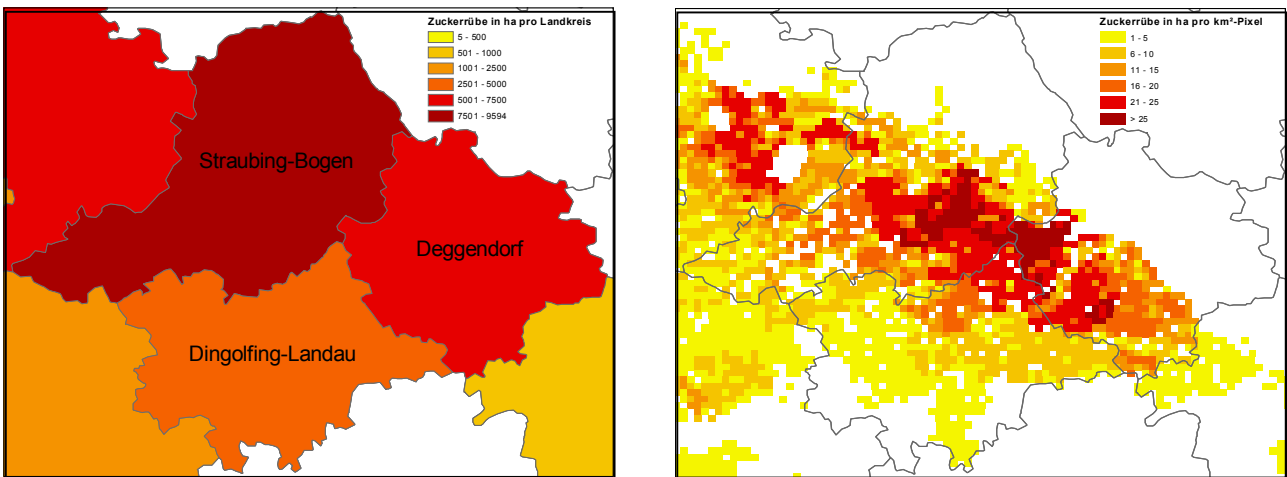 Zuckerrübe in ha pro Landkreis
5 - 500
501 - 1000
1001 - 2500
2501 - 5000
5001 - 7500
7501 - 9594
Straubing-Bogen
Deggendorf
Dingolfing-Landau
Zuckerrübe in ha pro km²-Pixel
1 - 5
6 - 10
11 - 15
16 - 20
21 - 25
> 25